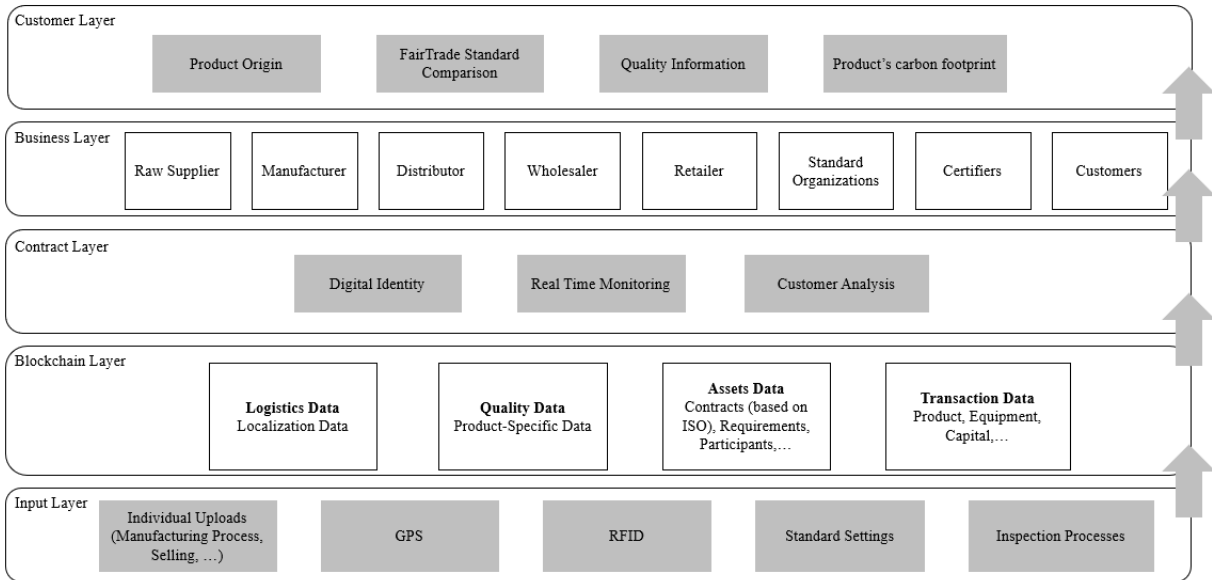 Customer Layer
Product Origin
FairTrade Standard
Comparison
Quality Information
Product’s carbon footprint
Business Layer
Raw Supplier
Manufacturer
Distributor
Wholesaler
Retailer
Standard
Organizations
Certifiers
Customers
Contract Layer
Digital Identity
Real Time Monitoring
Customer Analysis
Blockchain Layer
Logistics Data
Localization Data
Quality Data
Product-Specific Data
Assets Data
Contracts (based on
ISO), Requirements,
Participants,…
Transaction Data
Product, Equipment,
Capital,…
Input Layer
Individual Uploads
(Manufacturing Process,
Selling, …)
GPS
RFID
Standard Settings
Inspection Processes